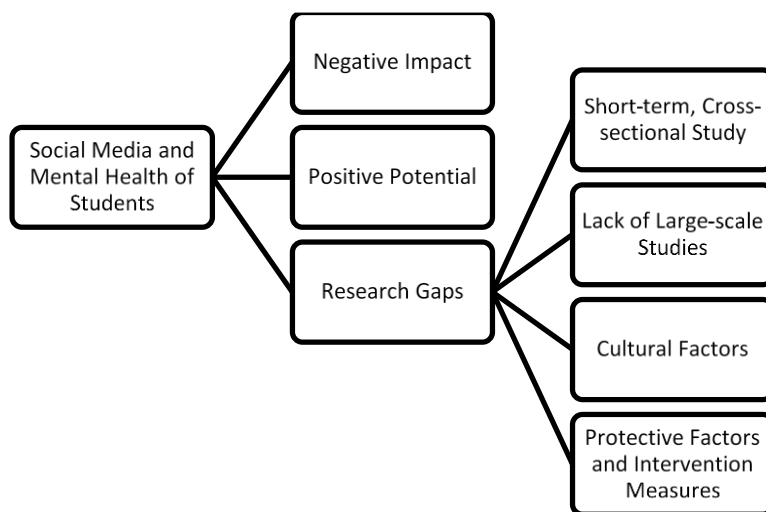 Social Media and
Mental Health of
Students
Negative Impact
Positive Potential
Research Gaps
Short-term, Cross-
sectional Study
Lack of Large-scale
Studies
Cultural Factors
Protective Factors
and Intervention
Measures